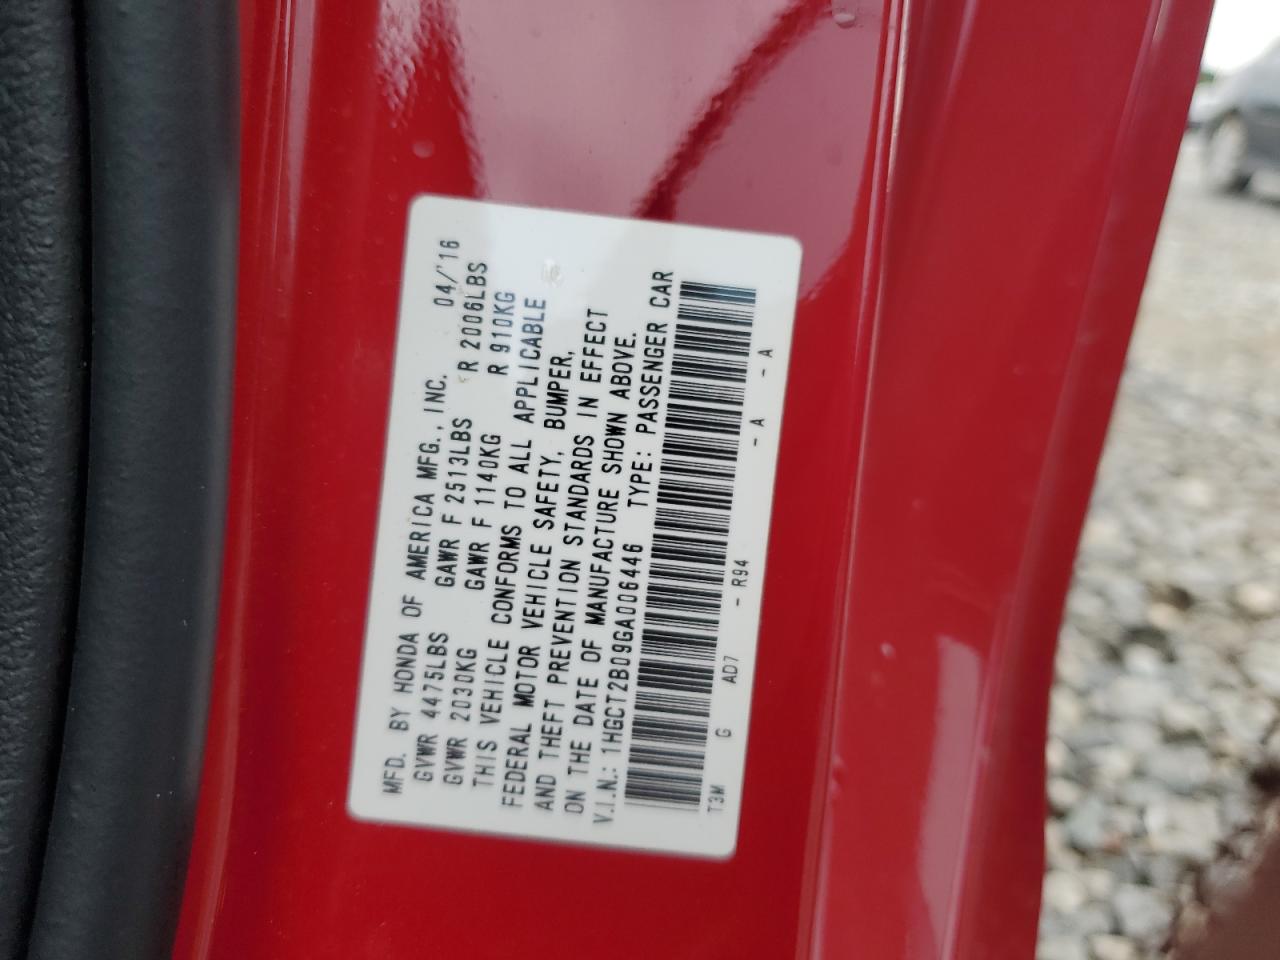 MFD. BY HONDA OF AMERICA MFG., INC. 04/'16
GVWR 4475LBS GAWR F 2513LBS R 2006LBS
GVWR 2030KG GAWR F 1140KG R 910KG
THIS VEHICLE CONFORMS TO ALL APPLICABLE
FEDERAL MOTOR VEHICLE SAFETY, BUMPER,
AND THEFT PREVENTION STANDARDS IN EFFECT
ON THE DATE OF MANUFACTURE SHOWN ABOVE.
V.I.N.: 1HGCT2B09GA006446 TYPE: PASSENGER CAR
T3M G AD7 - R94 - A - A